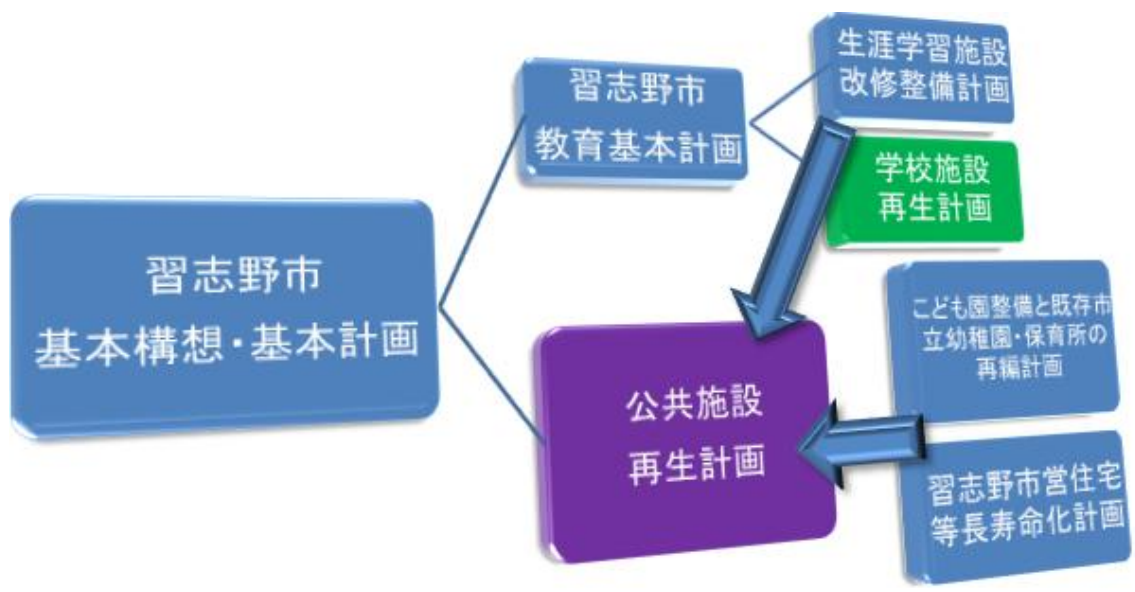 習志野市
基本構想・基本計画
習志野市
教育基本計画
生涯学習施設
改修整備計画
学校施設
再生計画
公共施設
再生計画
こども園整備と既存市
立幼稚園・保育所の
再編計画
習志野市営住宅
等長寿命化計画